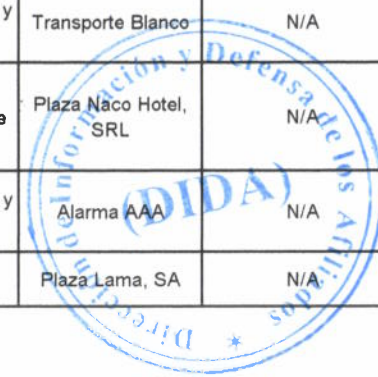 y Transporte Blanco N/A
e Plaza Naco Hotel, SRL N/A
y Alarma AAA N/A
Plaza Lama, SA N/A
Dirección de Información y Defensa de los Afiliados *
(DIDA)